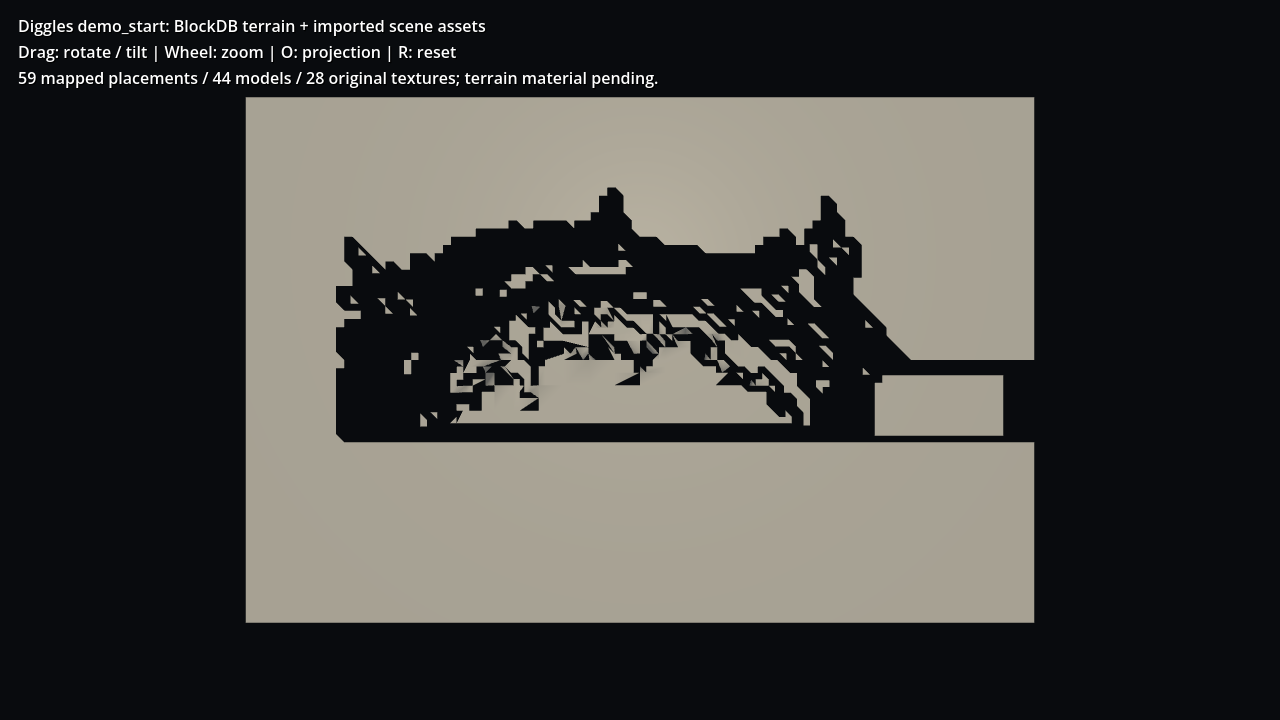 Diggles demo_start: BlockDB terrain + imported scene assets
Drag: rotate / tilt | Wheel: zoom | O: projection | R: reset
59 mapped placements / 44 models / 28 original textures; terrain material pending.